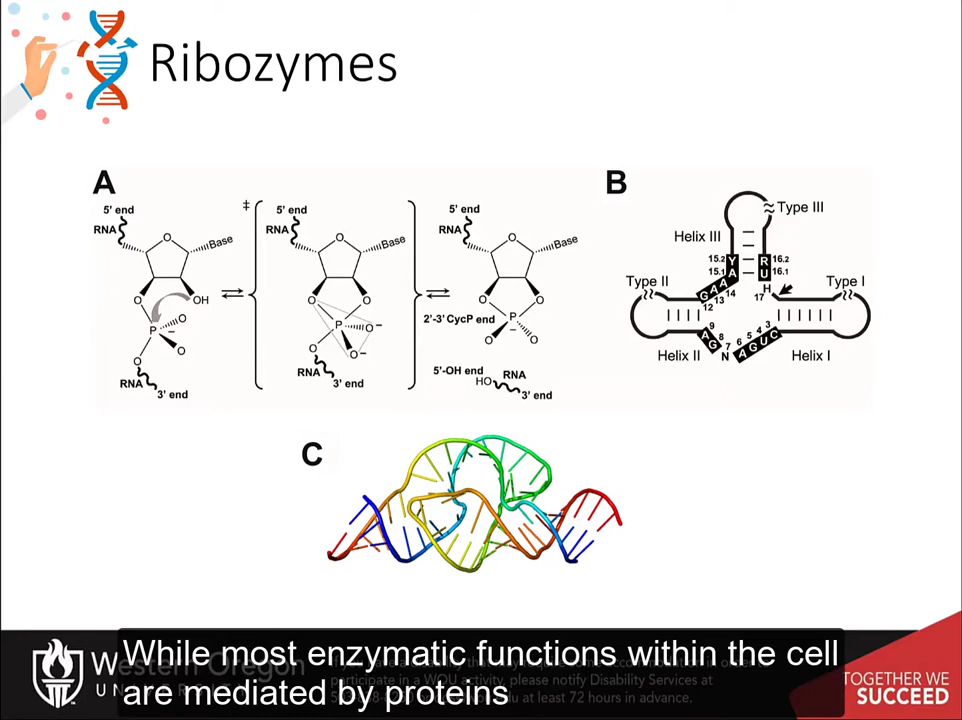 Ribozymes
A
5' end
RNA
O
Base
O
OH
P
O
−
O
O
RNA
3' end
‡
5' end
RNA
O
Base
O
O
P
O−
O−
O
RNA
3' end
5' end
RNA
O
Base
O
O
2'-3' CycP end
P
−
O
O
5'-OH end
HO
RNA
3' end
B
Type III
Helix III
15.2 Y R 16.2
15.1 A U 16.1
Type II
Type I
G A A
12 13 14
H
17
9 8 7 6 5 4 3
A G N A G U C
Helix II
Helix I
C
While most enzymatic functions within the cell
are mediated by proteins
participate in a WOU activity, please notify Disability Services at
at least 72 hours in advance.
TOGETHER WE
SUCCEED